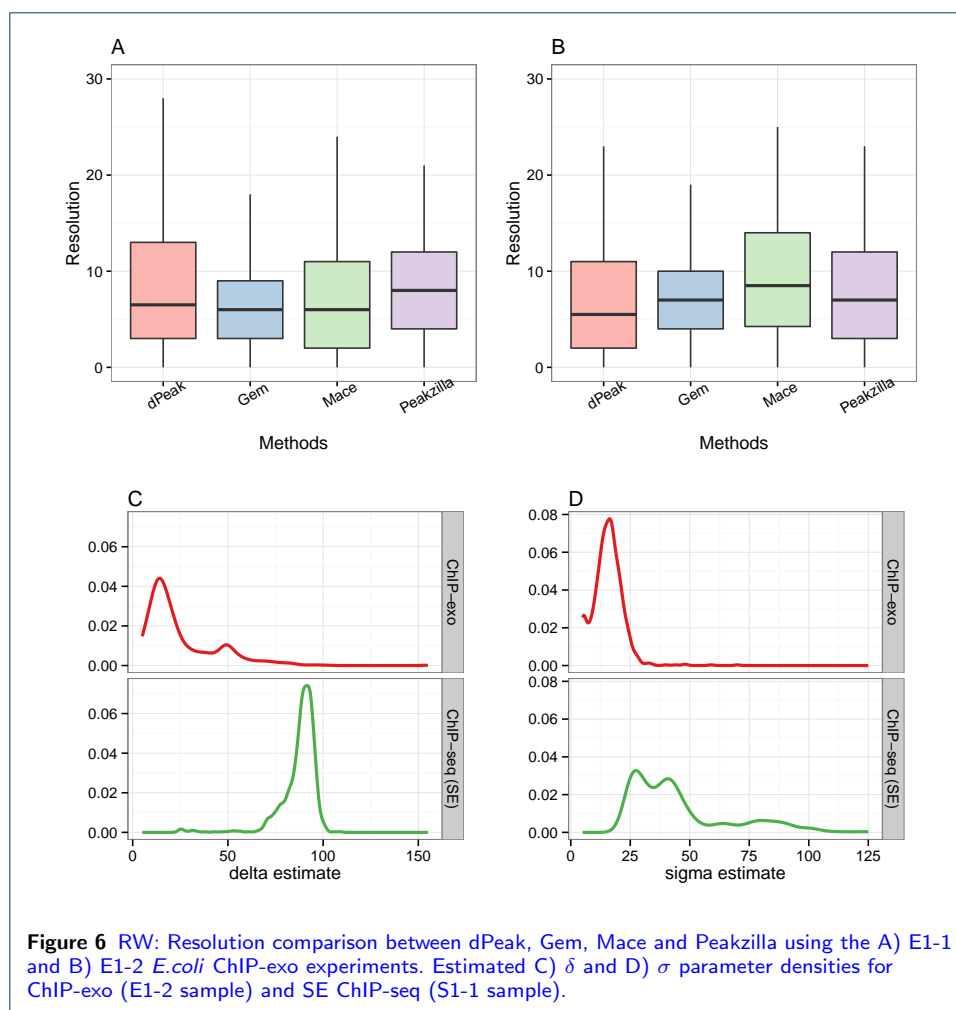 A
B
30
20
10
0
Resolution
dPeak
Gem
Mace
Peakzilla
Methods
30
20
10
0
Resolution
dPeak
Gem
Mace
Peakzilla
Methods
C
0.06
0.04
0.02
0.00
ChIP−exo
0.06
0.04
0.02
0.00
ChIP−seq (SE)
0 50 100 150
delta estimate
D
0.08
0.06
0.04
0.02
0.00
ChIP−exo
0.08
0.06
0.04
0.02
0.00
ChIP−seq (SE)
0 25 50 75 100 125
sigma estimate
Figure 6 RW: Resolution comparison between dPeak, Gem, Mace and Peakzilla using the A) E1-1
and B) E1-2 E.coli ChIP-exo experiments. Estimated C) δ and D) σ parameter densities for
ChIP-exo (E1-2 sample) and SE ChIP-seq (S1-1 sample).